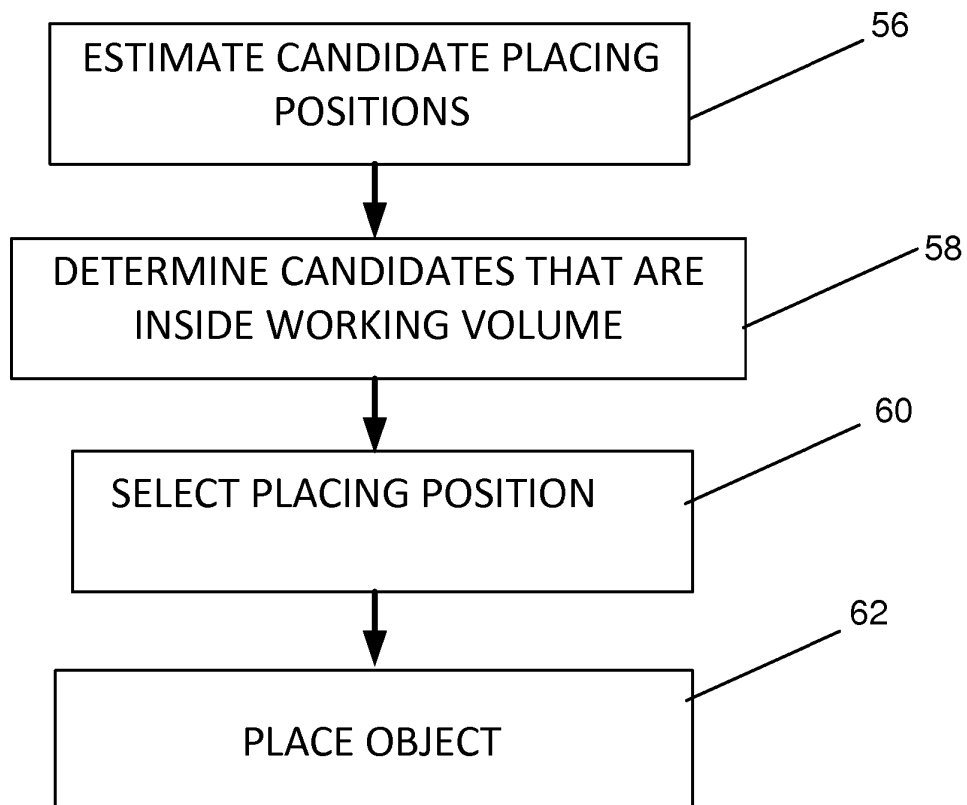 56
ESTIMATE CANDIDATE PLACING
POSITIONS
58
DETERMINE CANDIDATES THAT ARE
INSIDE WORKING VOLUME
60
SELECT PLACING POSITION
62
PLACE OBJECT